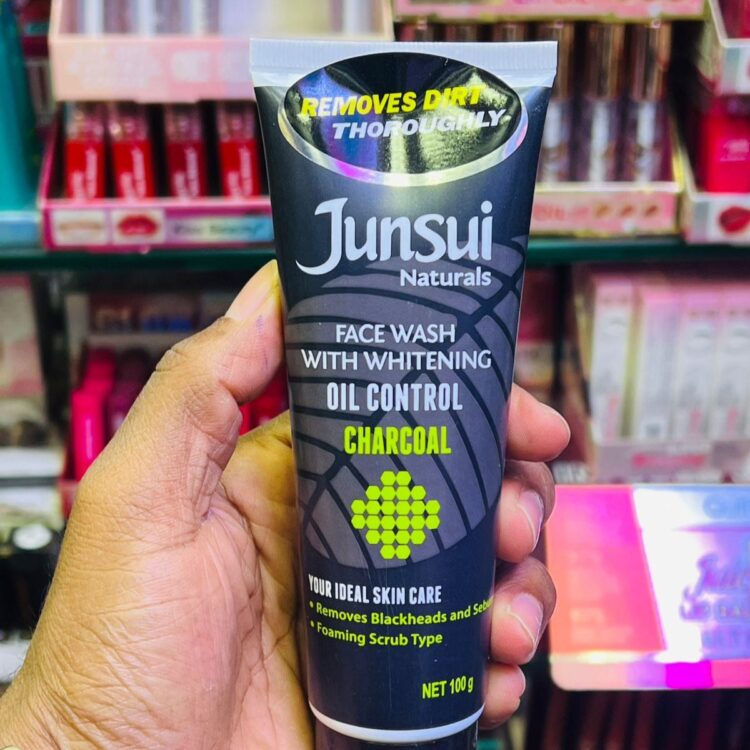 REMOVES DIRT
THOROUGHLY
Junsui
Naturals
FACE WASH
WITH WHITENING
OIL CONTROL
CHARCOAL
YOUR IDEAL SKIN CARE
• Removes Blackheads and Seb
• Foaming Scrub Type
NET 100 g